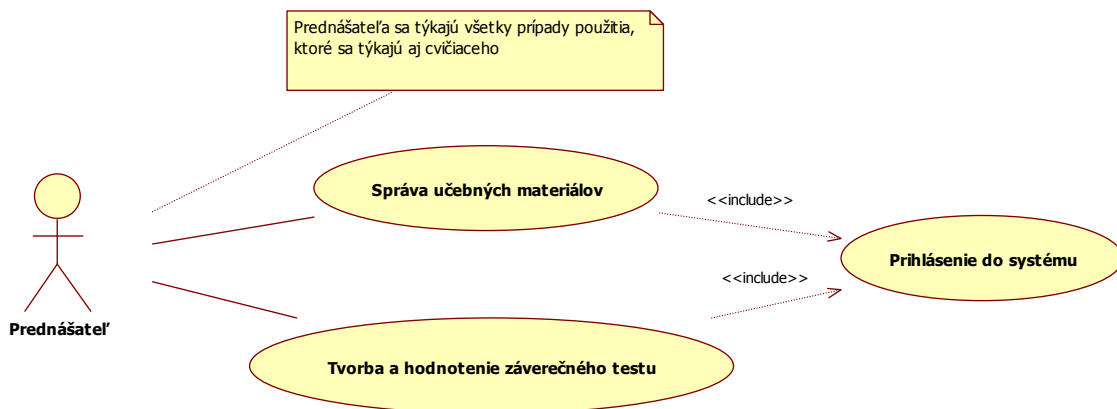 Prednášateľa sa týkajú všetky prípady použitia,
ktoré sa týkajú aj cvičiaceho
Správa učebných materiálov
<<include>>
Prihlásenie do systému
<<include>>
Prednášateľ
Tvorba a hodnotenie záverečného testu